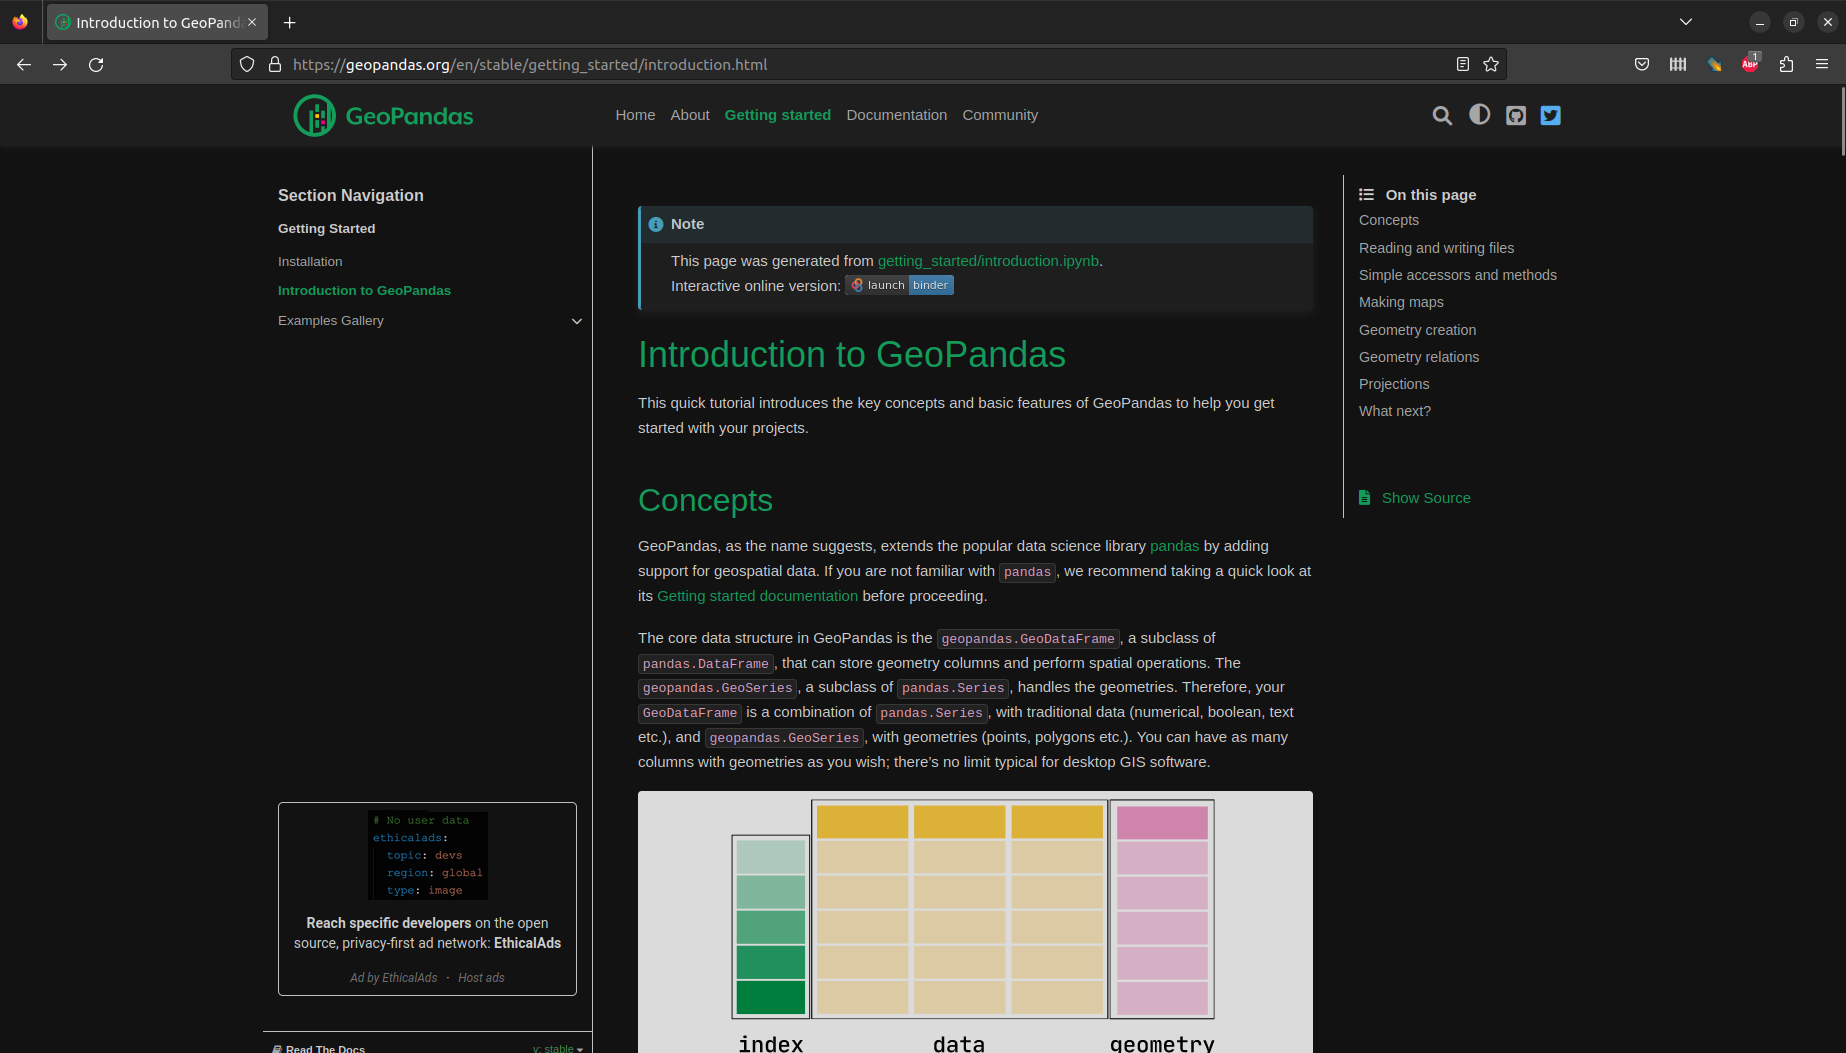 Introduction to GeoPand
https://geopandas.org/en/stable/getting_started/introduction.html
ABP
1
GeoPandas
Home About Getting started Documentation Community
Section Navigation
Getting Started
Installation
Introduction to GeoPandas
Examples Gallery
# No user data
ethicalads:
topic: devs
region: global
type: image
Reach specific developers on the open
source, privacy-first ad network: EthicalAds
Ad by EthicalAds · Host ads
Read The Docs
v: stable
Note
This page was generated from getting_started/introduction.ipynb.
Interactive online version: launch binder
Introduction to GeoPandas
This quick tutorial introduces the key concepts and basic features of GeoPandas to help you get
started with your projects.
Concepts
GeoPandas, as the name suggests, extends the popular data science library pandas by adding
support for geospatial data. If you are not familiar with pandas, we recommend taking a quick look at
its Getting started documentation before proceeding.
The core data structure in GeoPandas is the geopandas.GeoDataFrame, a subclass of
pandas.DataFrame, that can store geometry columns and perform spatial operations. The
geopandas.GeoSeries, a subclass of pandas.Series, handles the geometries. Therefore, your
GeoDataFrame is a combination of pandas.Series, with traditional data (numerical, boolean, text
etc.), and geopandas.GeoSeries, with geometries (points, polygons etc.). You can have as many
columns with geometries as you wish; there's no limit typical for desktop GIS software.
index data geometry
On this page
Concepts
Reading and writing files
Simple accessors and methods
Making maps
Geometry creation
Geometry relations
Projections
What next?
Show Source